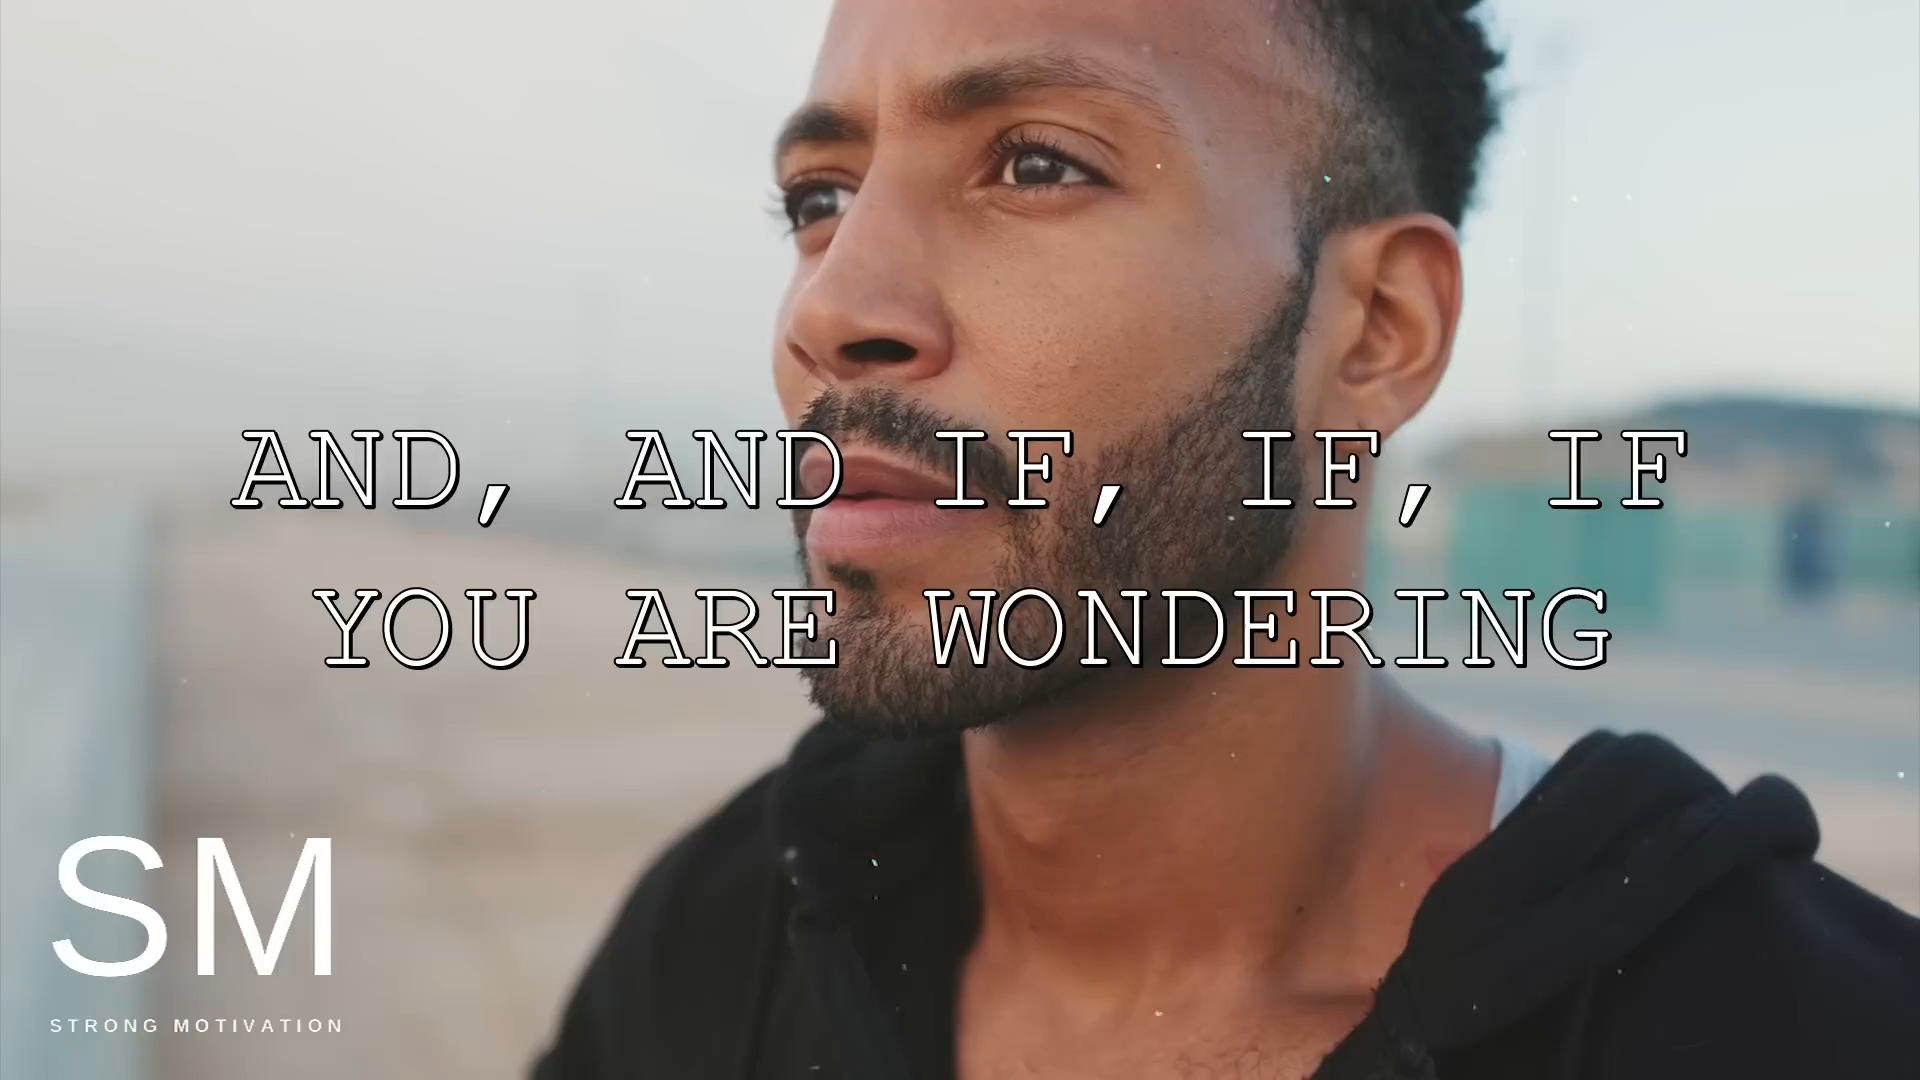 AND, AND IF, IF, IF
YOU ARE WONDERING
SM
STRONG MOTIVATION